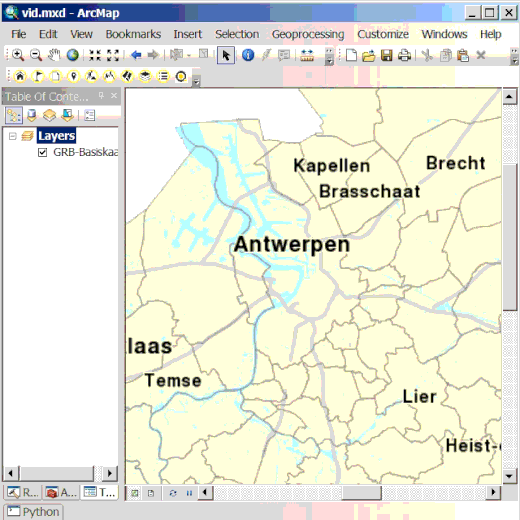 vid.mxd - ArcMap
File Edit View Bookmarks Insert Selection Geoprocessing Customize Windows Help
Table Of Conte...
Layers
GRB-Basiskaa
Kapellen
Brecht
Brasschaat
Antwerpen
klaas
Temse
Lier
Heist-o
R... A... T...
Python